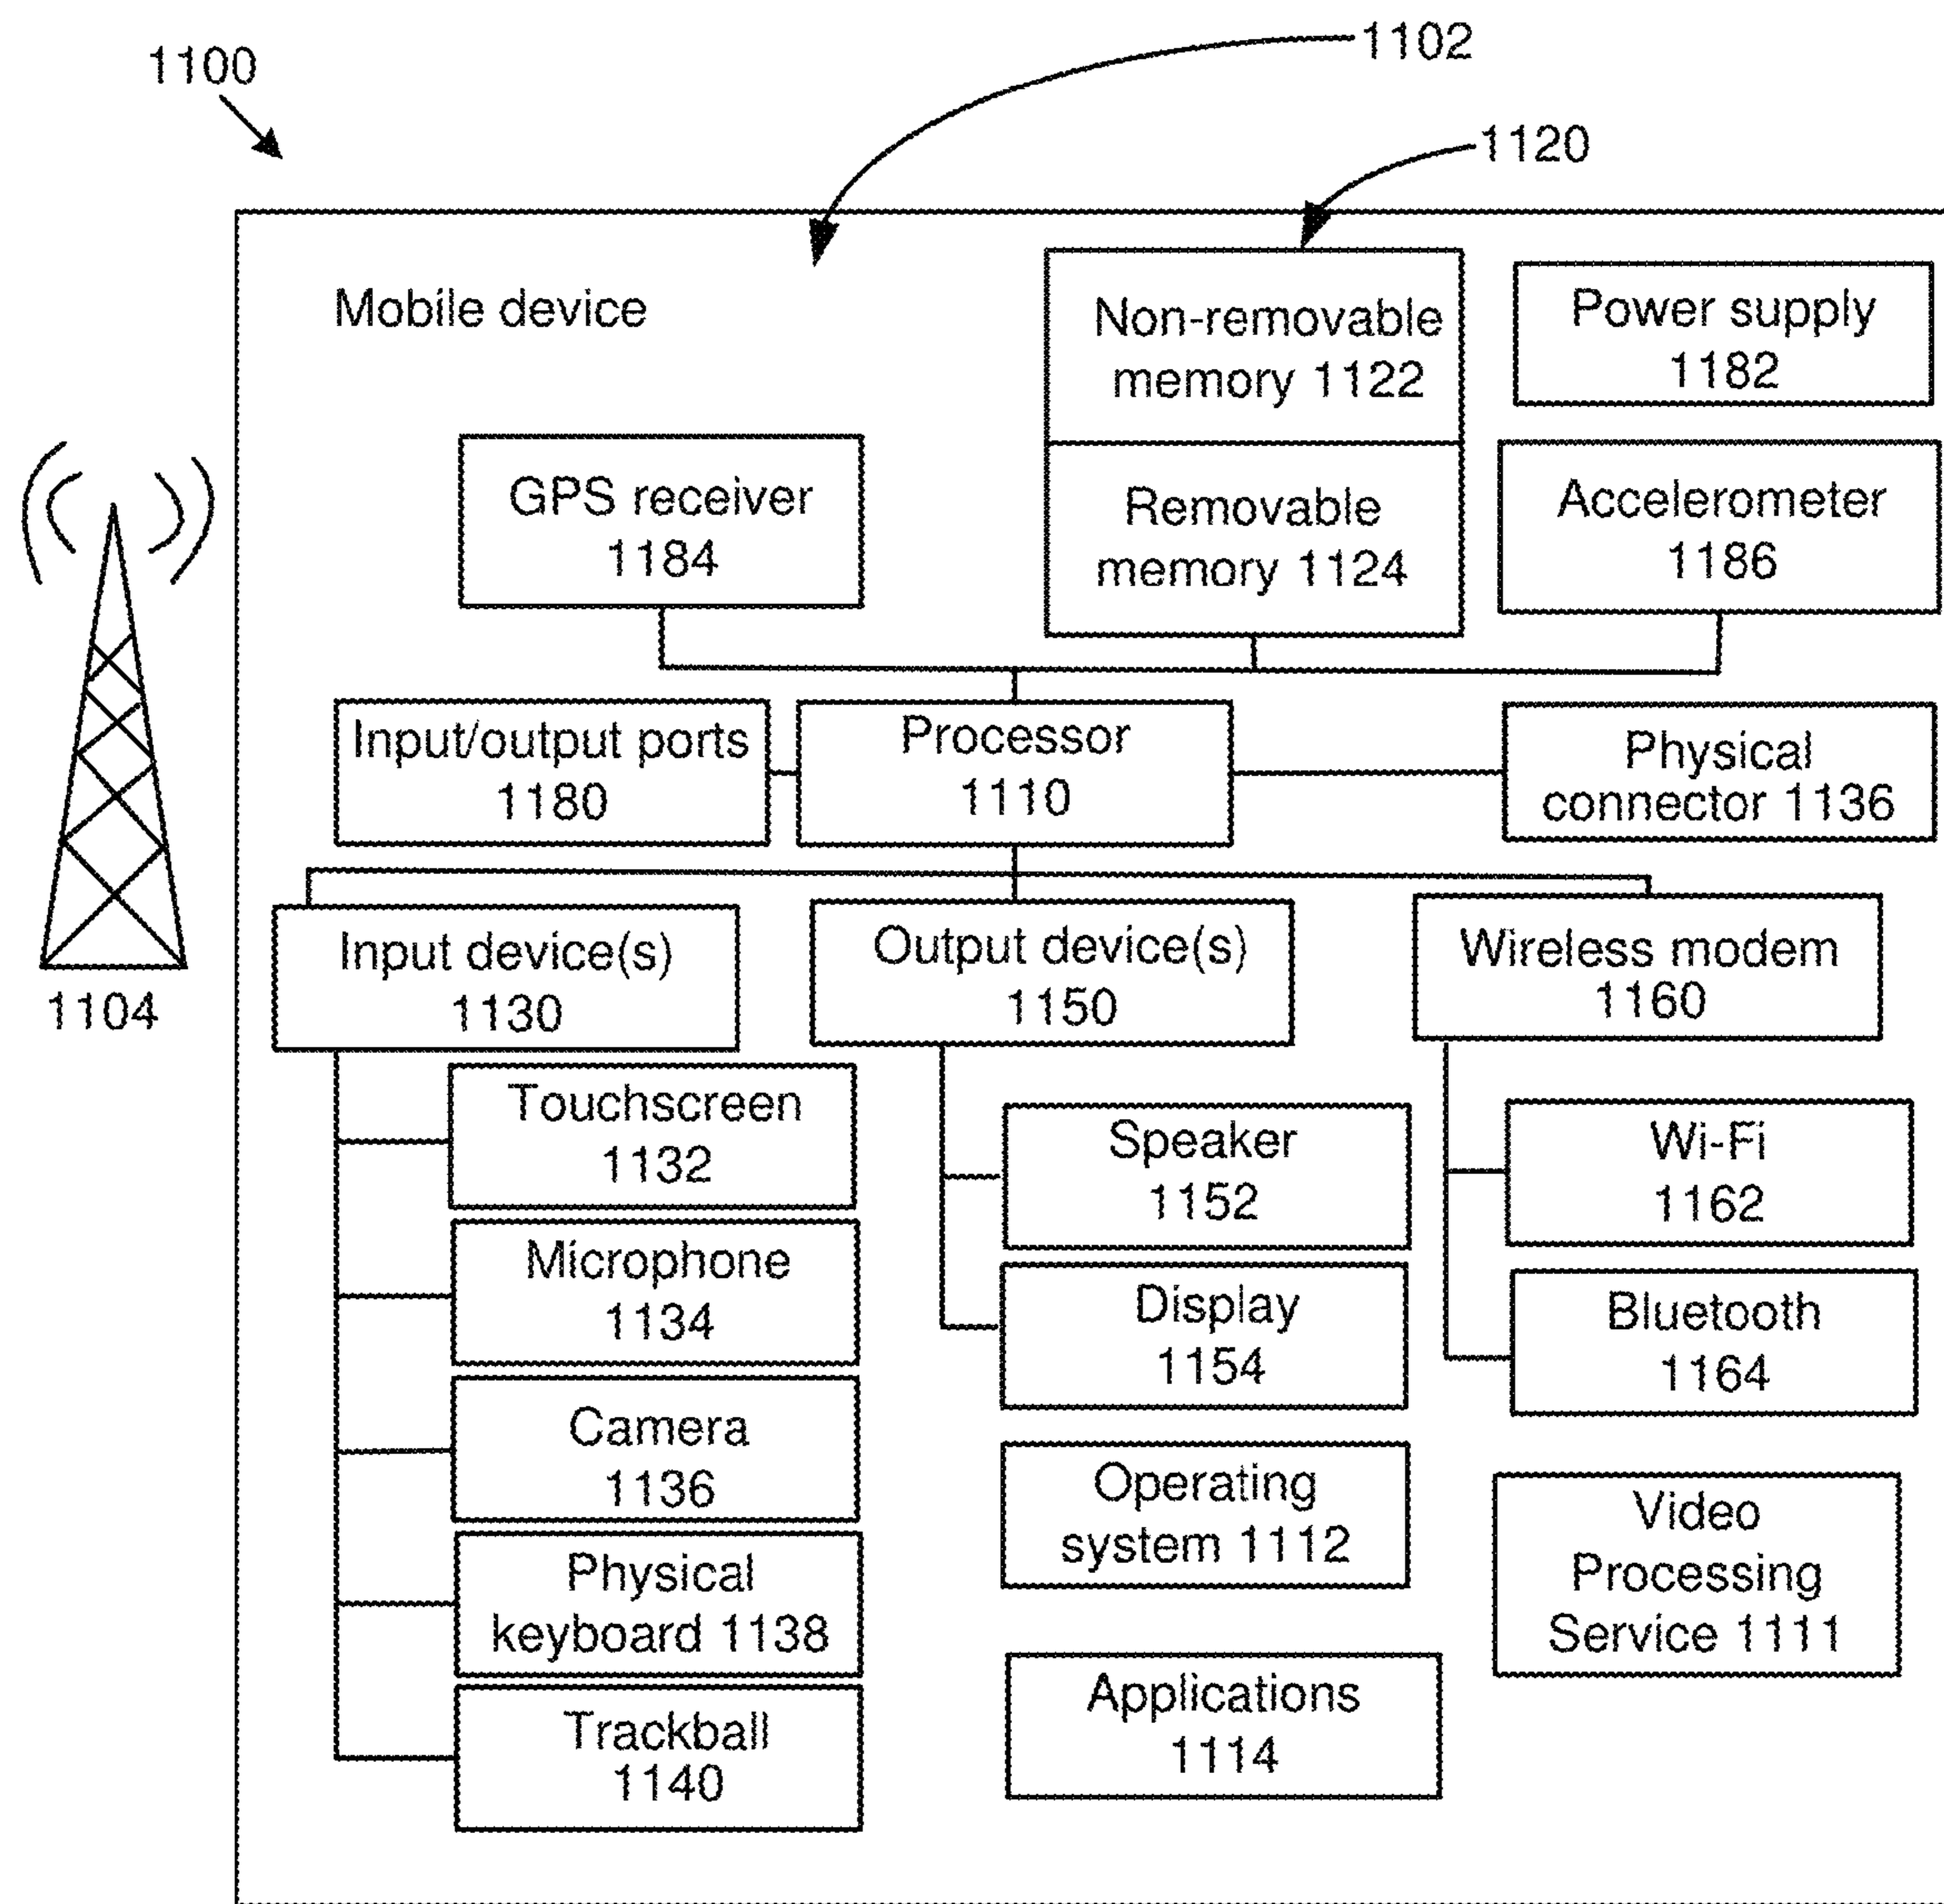 1100
1102
1120
Mobile device
Non-removable
memory 1122
Power supply
1182
GPS receiver
1184
Removable
memory 1124
Accelerometer
1186
Input/output ports
1180
Processor
1110
Physical
connector 1136
1104
Input device(s)
1130
Output device(s)
1150
Wireless modem
1160
Touchscreen
1132
Microphone
1134
Camera
1136
Physical
keyboard 1138
Trackball
1140
Speaker
1152
Display
1154
Operating
system 1112
Applications
1114
Wi-Fi
1162
Bluetooth
1164
Video
Processing
Service 1111